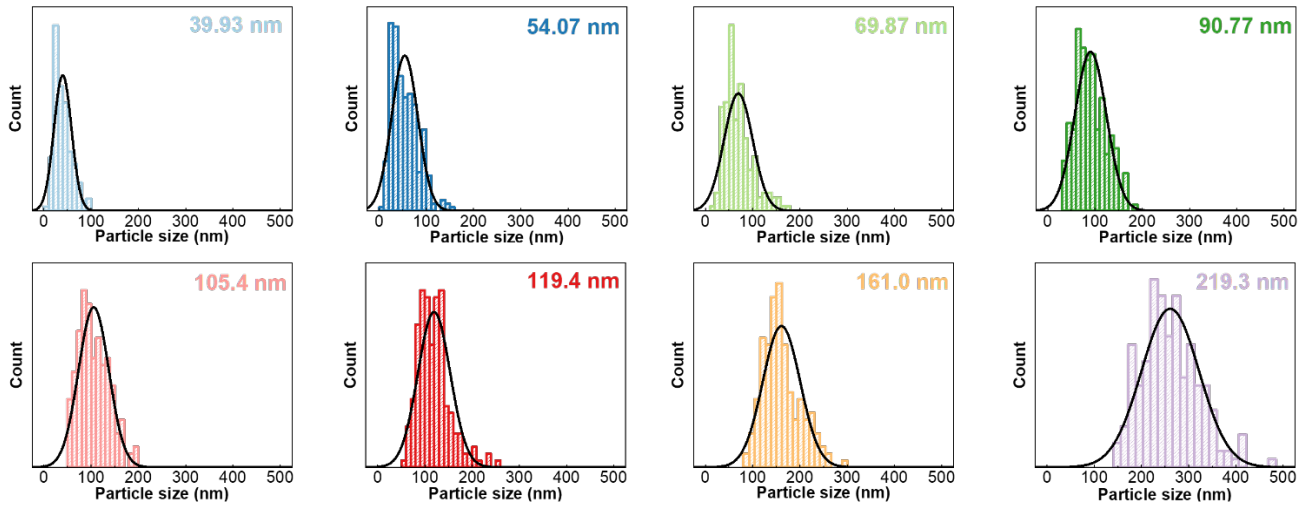 39.93 nm
Count
0 100 200 300 400 500
Particle size (nm)
54.07 nm
Count
0 100 200 300 400 500
Particle size (nm)
69.87 nm
Count
0 100 200 300 400 500
Particle size (nm)
90.77 nm
Count
0 100 200 300 400 500
Particle size (nm)
105.4 nm
Count
0 100 200 300 400 500
Particle size (nm)
119.4 nm
Count
0 100 200 300 400 500
Particle size (nm)
161.0 nm
Count
0 100 200 300 400 500
Particle size (nm)
219.3 nm
Count
0 100 200 300 400 500
Particle size (nm)